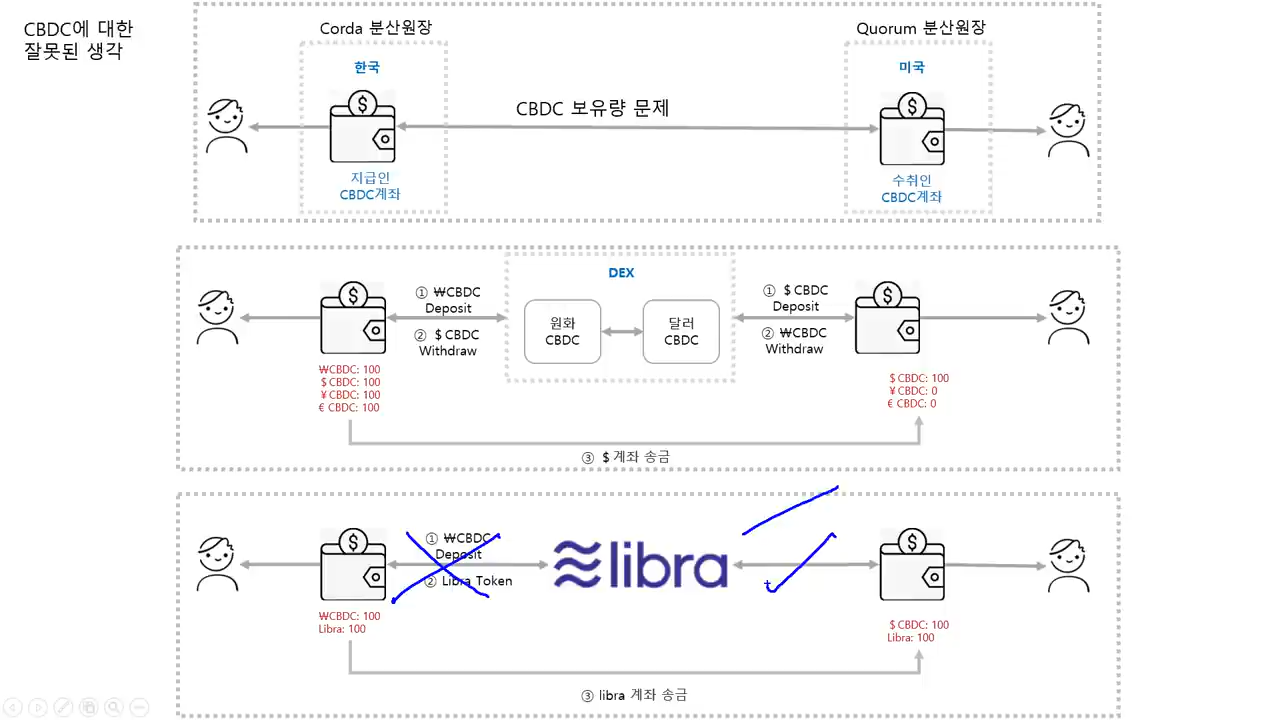 CBDC에 대한
잘못된 생각
Corda 분산원장
Quorum 분산원장
한국
미국
CBDC 보유량 문제
지급인
CBDC계좌
수취인
CBDC계좌
DEX
① ₩CBDC
Deposit
② $ CBDC
Withdraw
원화
CBDC
달러
CBDC
① $ CBDC
Deposit
② ₩CBDC
Withdraw
₩CBDC: 100
$ CBDC: 100
¥ CBDC: 100
€ CBDC: 100
$ CBDC: 100
¥ CBDC: 0
€ CBDC: 0
③ $ 계좌 송금
① ₩CBDC
Deposit
② Libra Token
libra
₩CBDC: 100
Libra: 100
$ CBDC: 100
Libra: 100
③ libra 계좌 송금